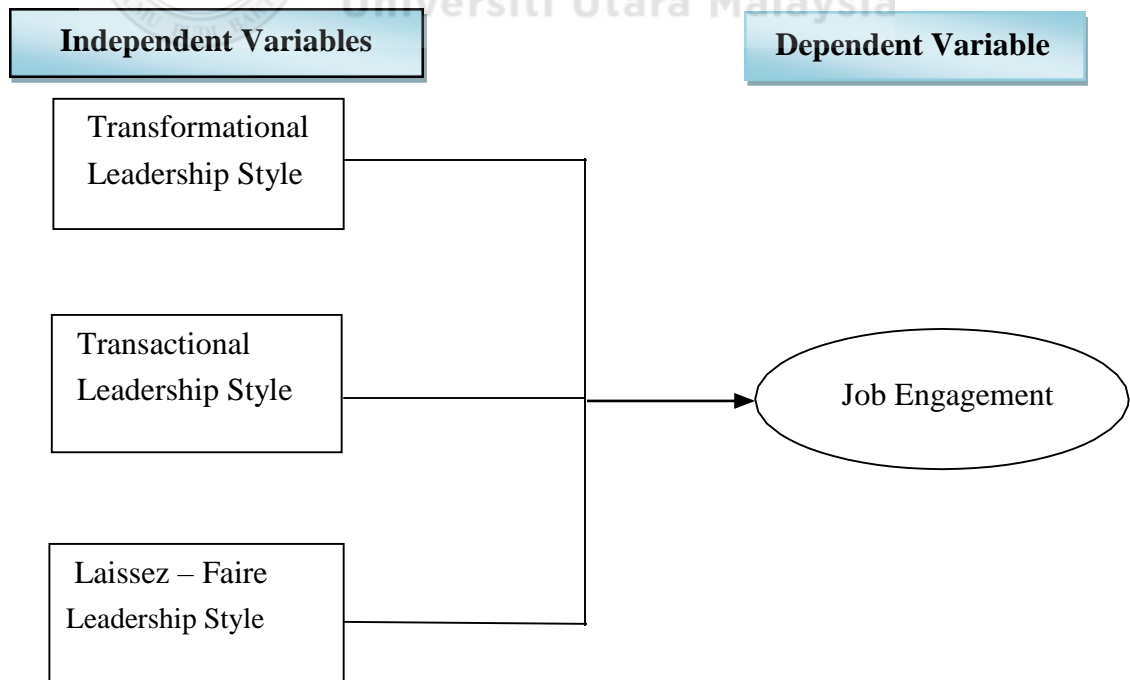 Universiti Utara Malaysia
Independent Variables
Dependent Variable
Transformational
Leadership Style
Transactional
Leadership Style
Job Engagement
Laissez – Faire
Leadership Style